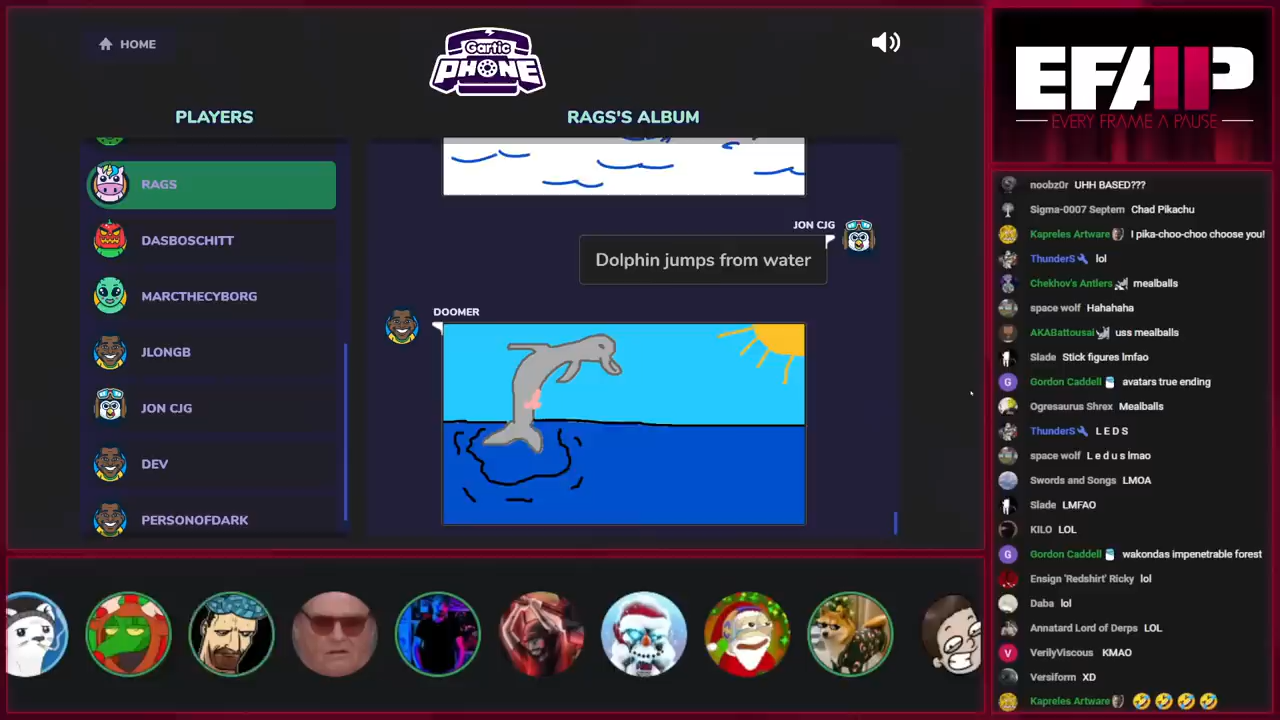 HOME
Gartic
PHONE
PLAYERS
RAGS'S ALBUM
RAGS
DASBOSCHITT
MARCTHECYBORG
JLONGB
JON CJG
DEV
PERSONOFDARK
JON CJG
Dolphin jumps from water
DOOMER
EFAP
EVERY FRAME A PAUSE
noobz0r UHH BASED???
Sigma-0007 Septem Chad Pikachu
Kapreles Artware I pika-choo-choo choose you!
ThunderS lol
Chekhov's Antlers mealballs
space wolf Hahahaha
AKABattousai uss mealballs
Slade Stick figures lmfao
G Gordon Caddell avatars true ending
Ogresaurus Shrex Mealballs
ThunderS L E D S
space wolf L e d u s lmao
Swords and Songs LMOA
Slade LMFAO
KILO LOL
G Gordon Caddell wakondas impenetrable forest
Ensign 'Redshirt' Ricky lol
Daba lol
Annatard Lord of Derps LOL
V VerilyViscous KMAO
Versiform XD
Kapreles Artware 🤣 🤣 🤣 🤣